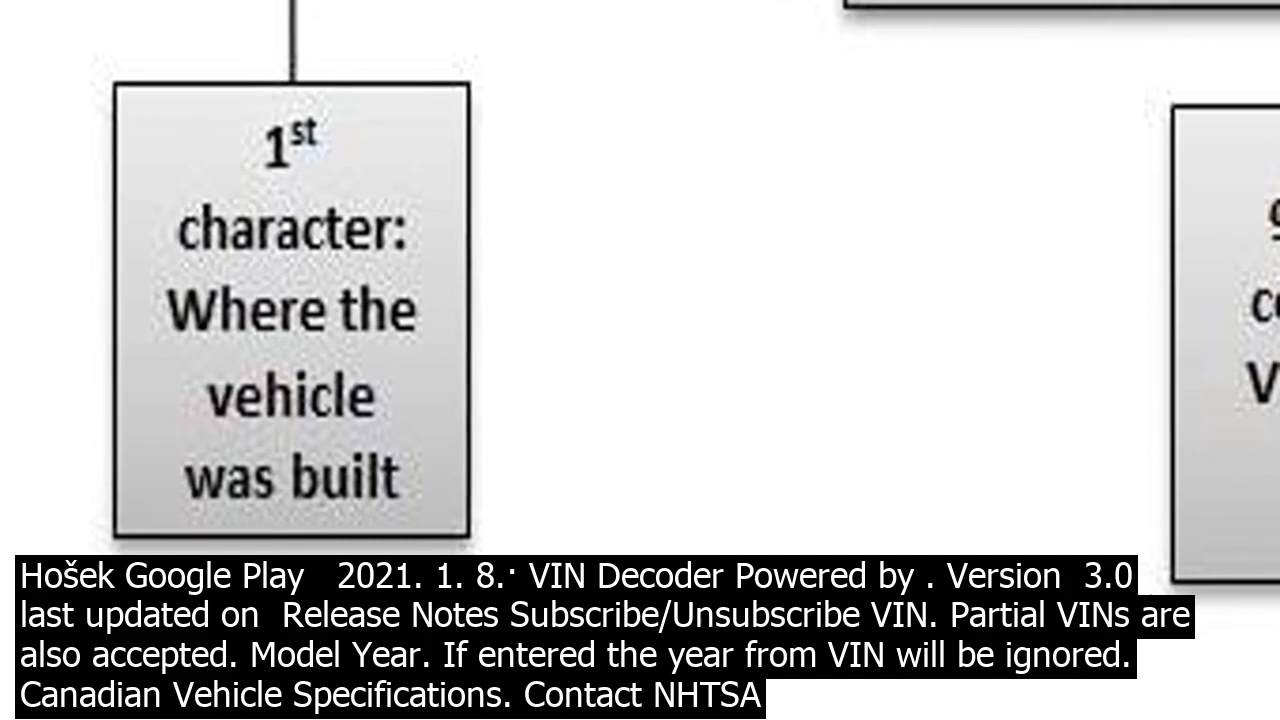 1st
character:
Where the
vehicle
was built
Hošek Google Play 2021. 1. 8.· VIN Decoder Powered by . Version 3.0
last updated on Release Notes Subscribe/Unsubscribe VIN. Partial VINs are
also accepted. Model Year. If entered the year from VIN will be ignored.
Canadian Vehicle Specifications. Contact NHTSA